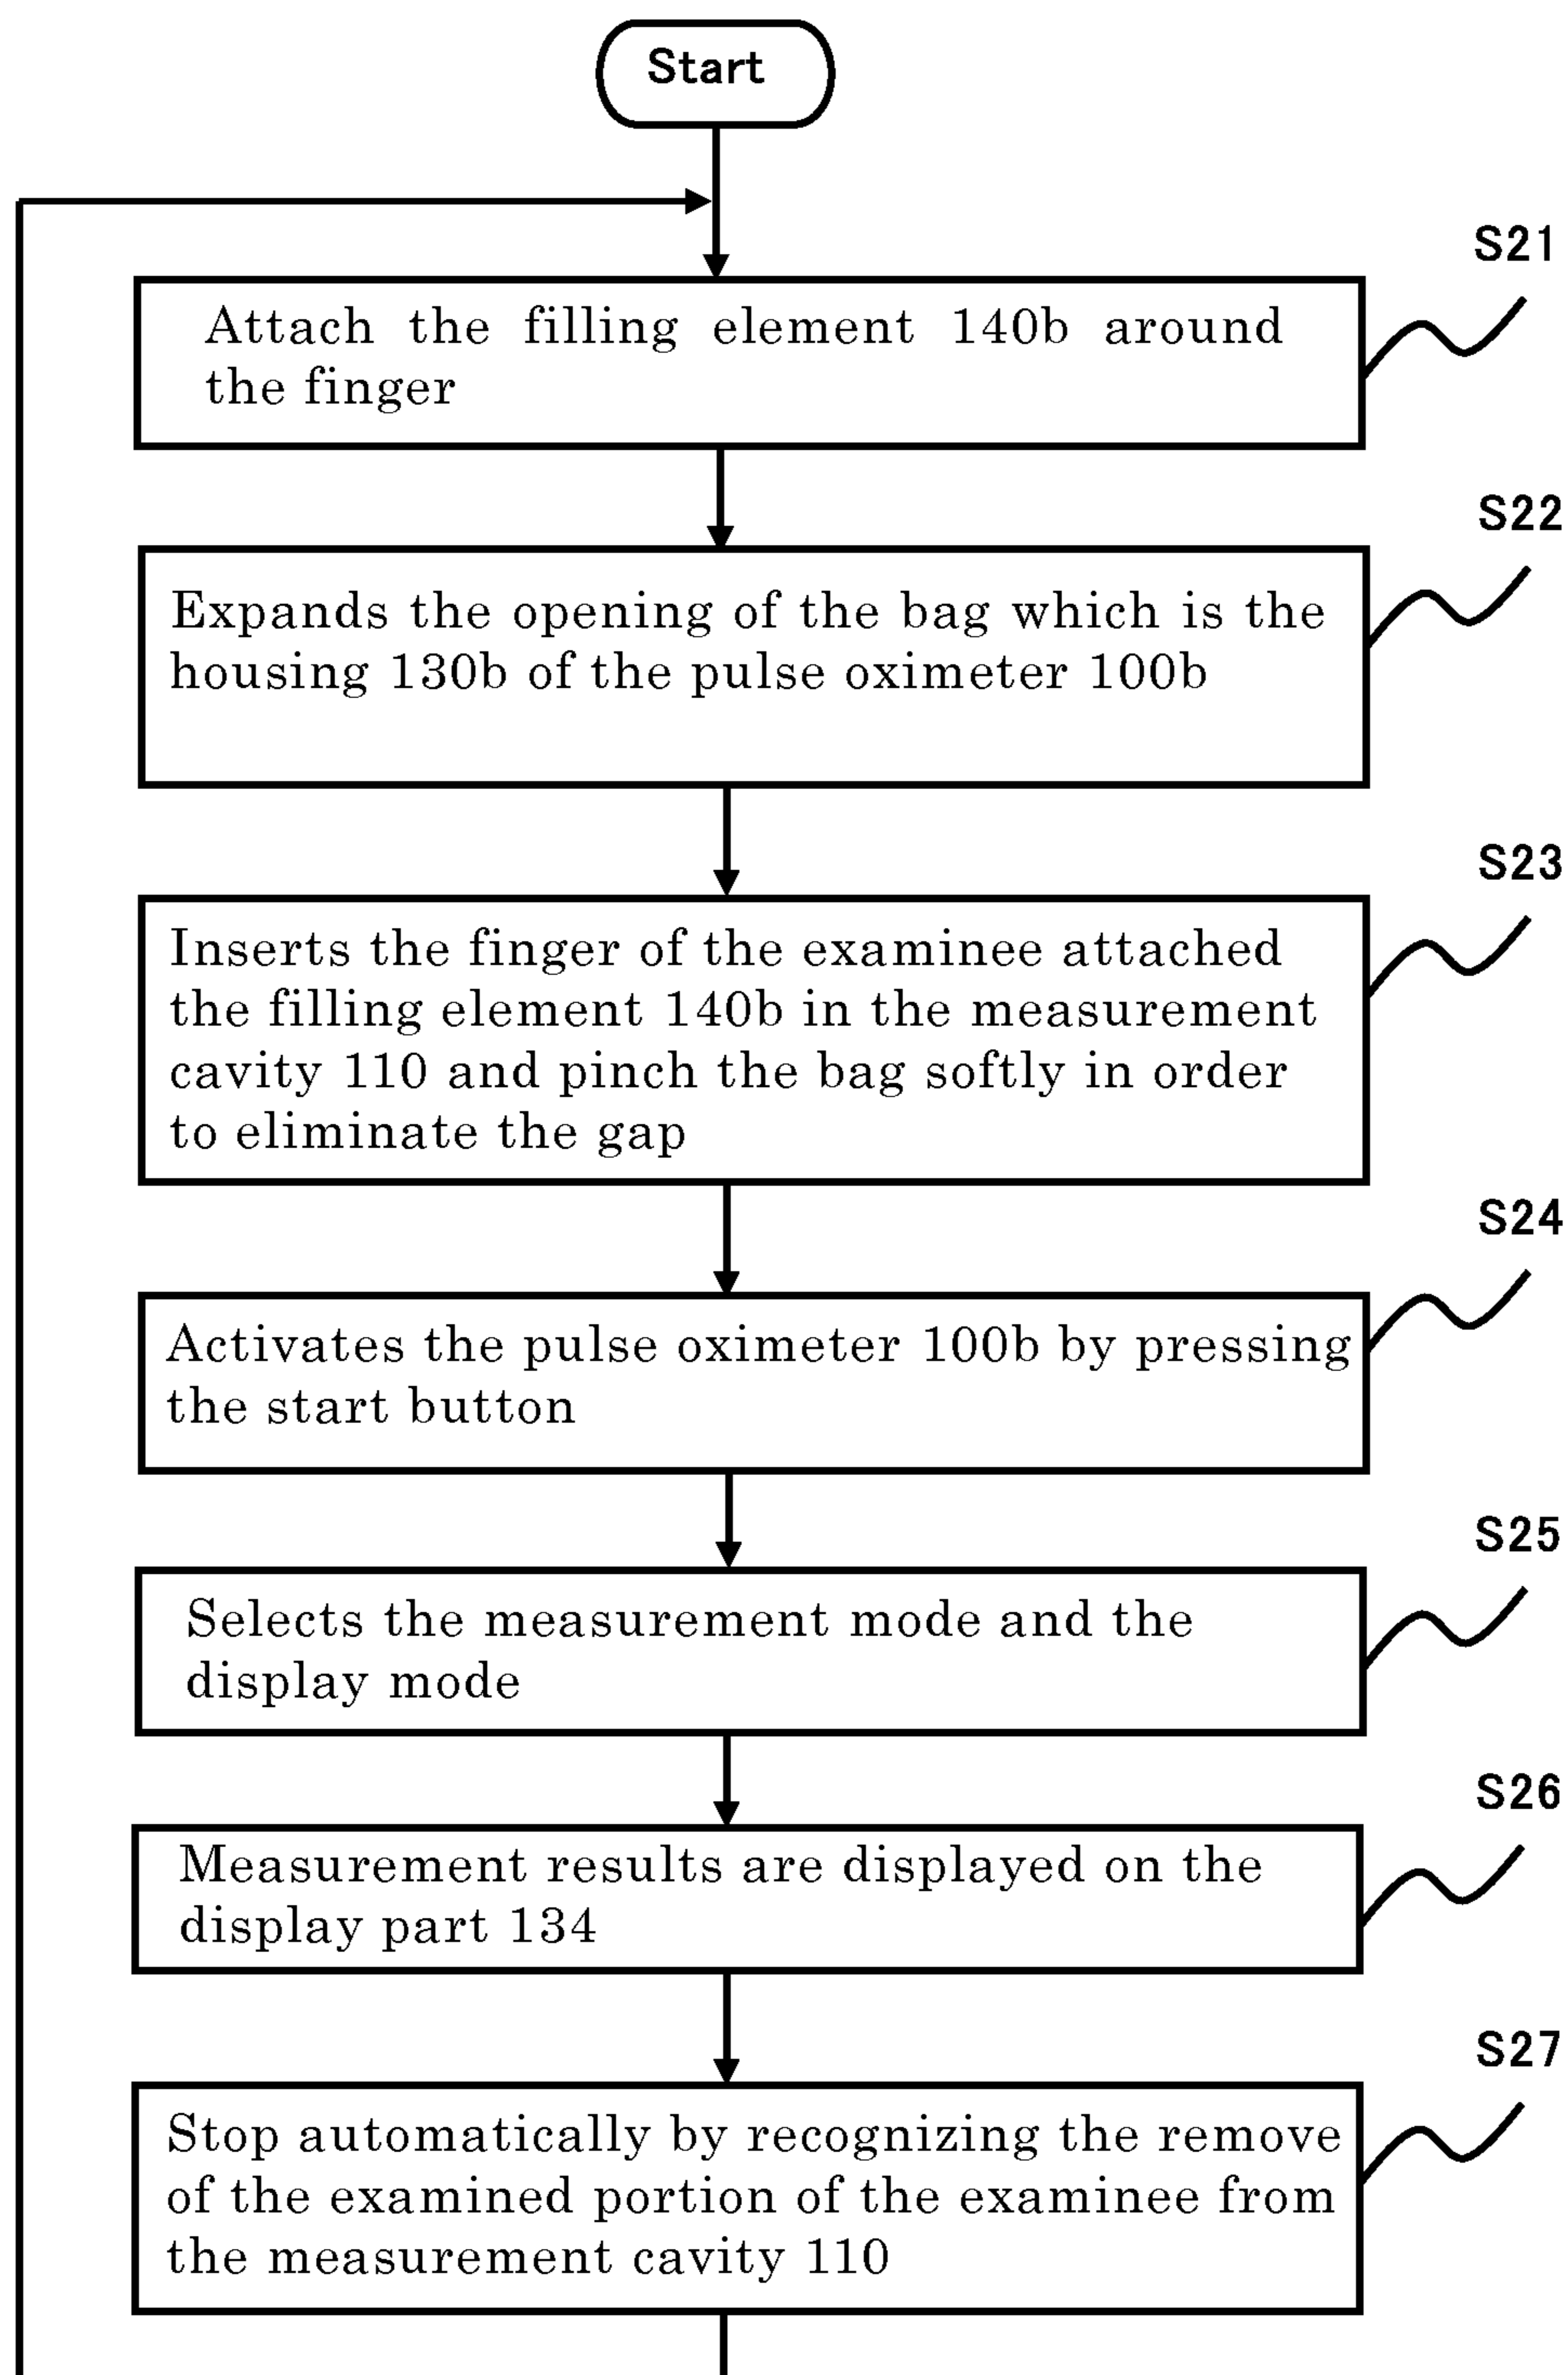 Start
S21
Attach the filling element 140b around
the finger
S22
Expands the opening of the bag which is the
housing 130b of the pulse oximeter 100b
S23
Inserts the finger of the examinee attached
the filling element 140b in the measurement
cavity 110 and pinch the bag softly in order
to eliminate the gap
S24
Activates the pulse oximeter 100b by pressing
the start button
S25
Selects the measurement mode and the
display mode
S26
Measurement results are displayed on the
display part 134
S27
Stop automatically by recognizing the remove
of the examined portion of the examinee from
the measurement cavity 110